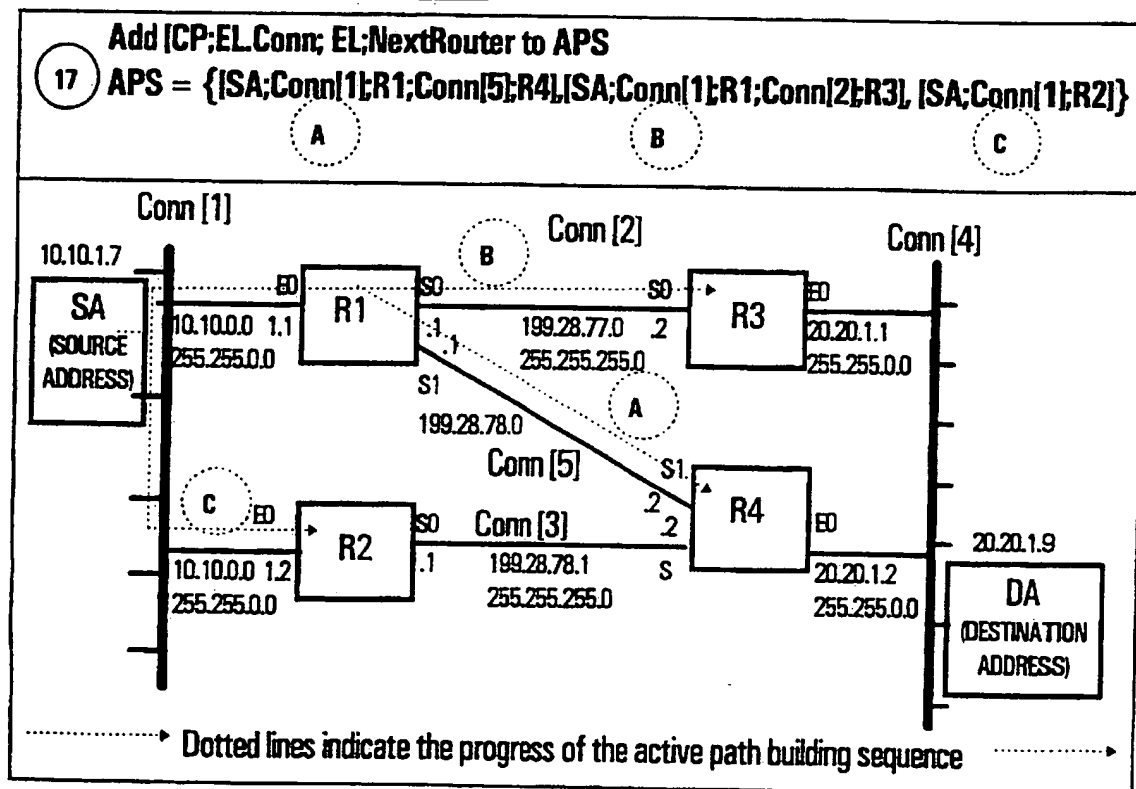 Add [CP;EL.Conn; EL;NextRouter to APS
17 APS = {[SA;Conn[1];R1;Conn[5];R4],[SA;Conn[1];R1;Conn[2];R3], [SA;Conn[1];R2]}
A B C
Conn [1]
Conn [2]
Conn [4]
10.10.1.7
SA
(SOURCE
ADDRESS)
E0
R1
S0
B
S0
R3
E0
10.10.0.0 1.1
255.255.0.0
.1
.1
199.28.77.0 .2
255.255.255.0
20.20.1.1
255.255.0.0
S1
199.28.78.0
A
Conn [5]
S1
.2
.2
R4
E0
C
E0
R2
S0
Conn [3]
10.10.0.0 1.2
255.255.0.0
.1
199.28.78.1
255.255.255.0
S
20.20.1.2
255.255.0.0
20.20.1.9
DA
(DESTINATION
ADDRESS)
Dotted lines indicate the progress of the active path building sequence